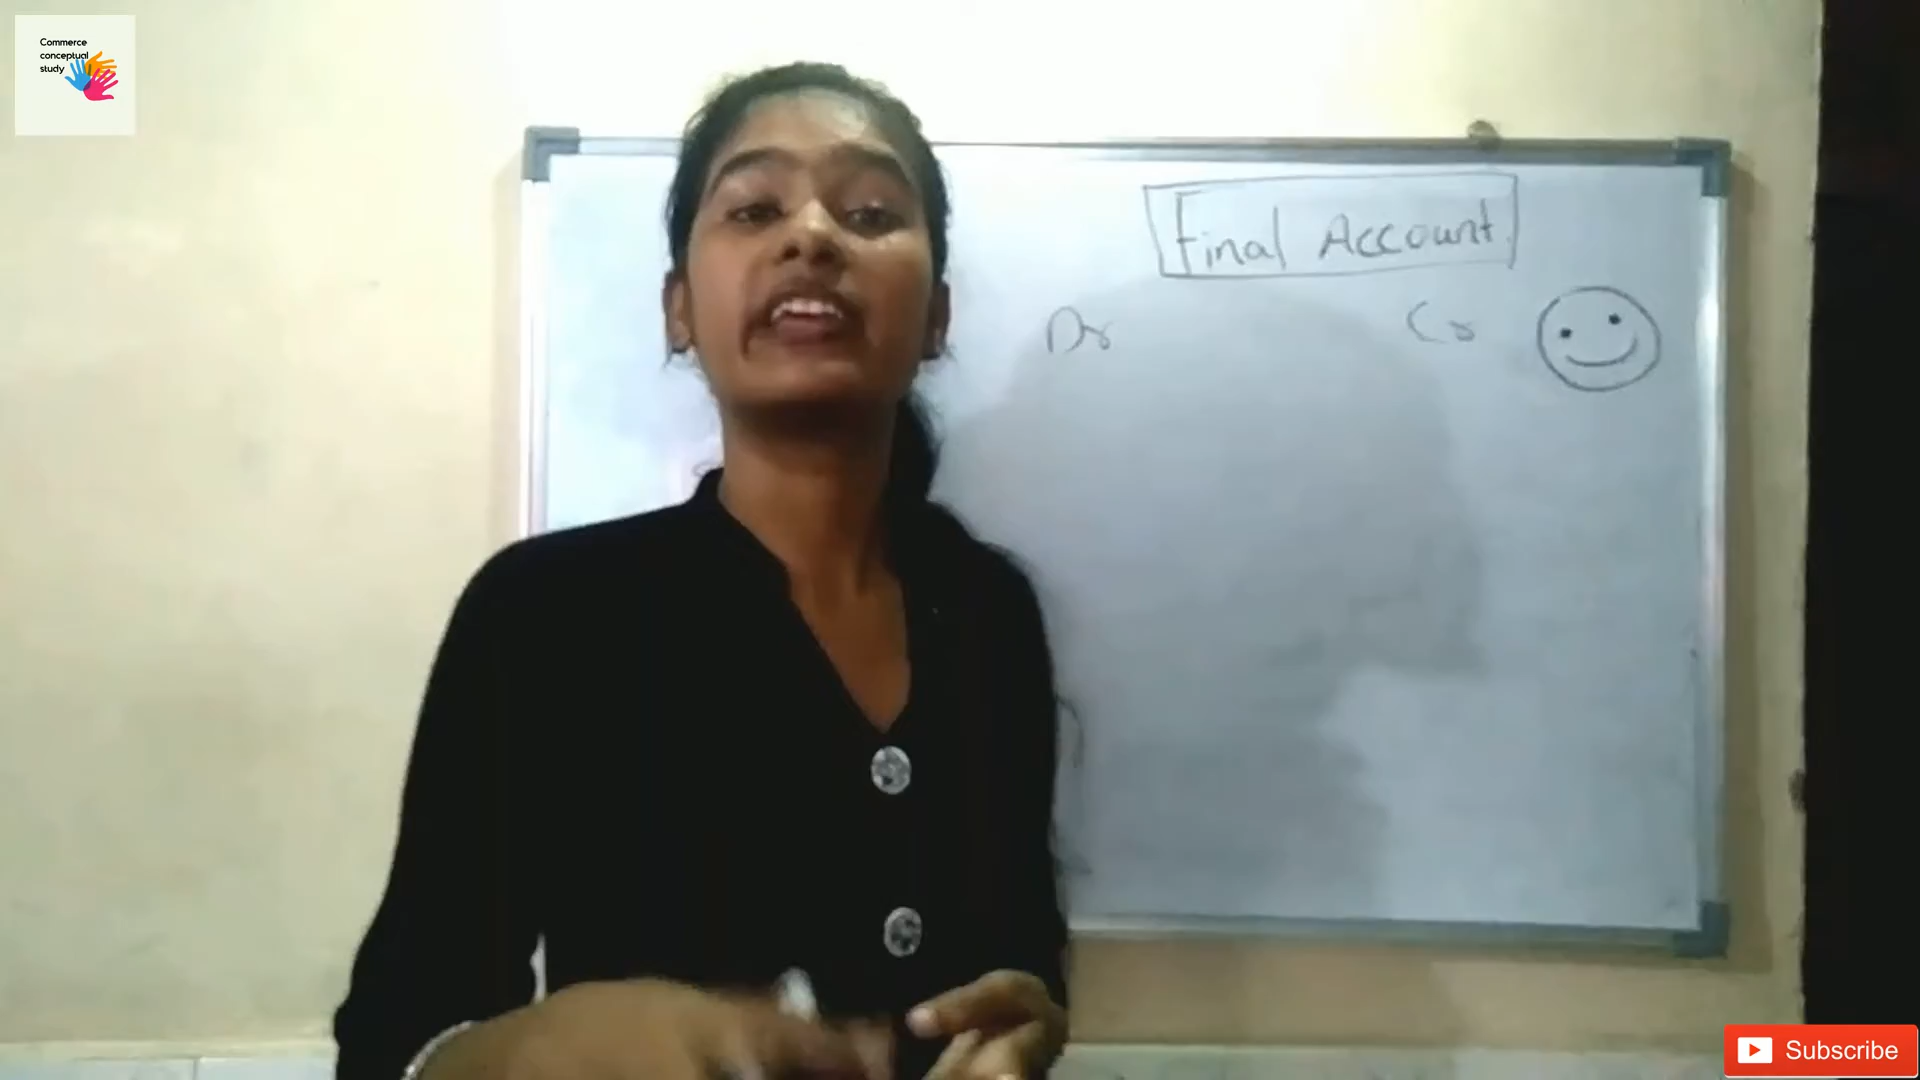 Commerce
conceptual
study
Final Account
Dr Cr
Subscribe